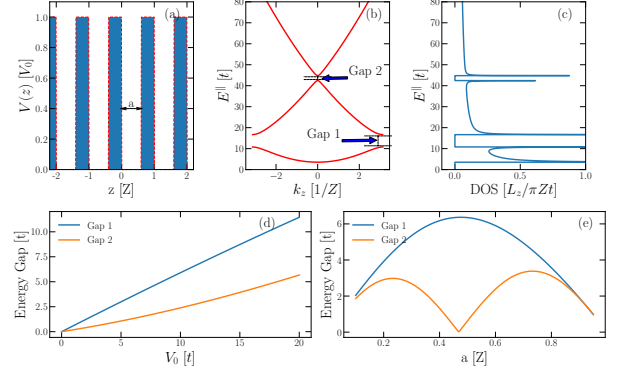 (a)
V(z) [V₀]
1.0
0.8
0.6
0.4
0.2
0.0
a
-2 -1 0 1 2
z [Z]
(b)
E^∥ [t]
80
70
60
50
40
30
20
10
0
Gap 2
Gap 1
-2 0 2
k_z [1/Z]
(c)
E^∥ [t]
80
70
60
50
40
30
20
10
0
0.0 0.5 1.0
DOS [L_z/πZt]
(d)
Gap 1
Gap 2
Energy Gap [t]
10.0
7.5
5.0
2.5
0.0
0 5 10 15 20
V₀ [t]
(e)
Gap 1
Gap 2
Energy Gap [t]
6
4
2
0
0.2 0.4 0.6 0.8
a [Z]